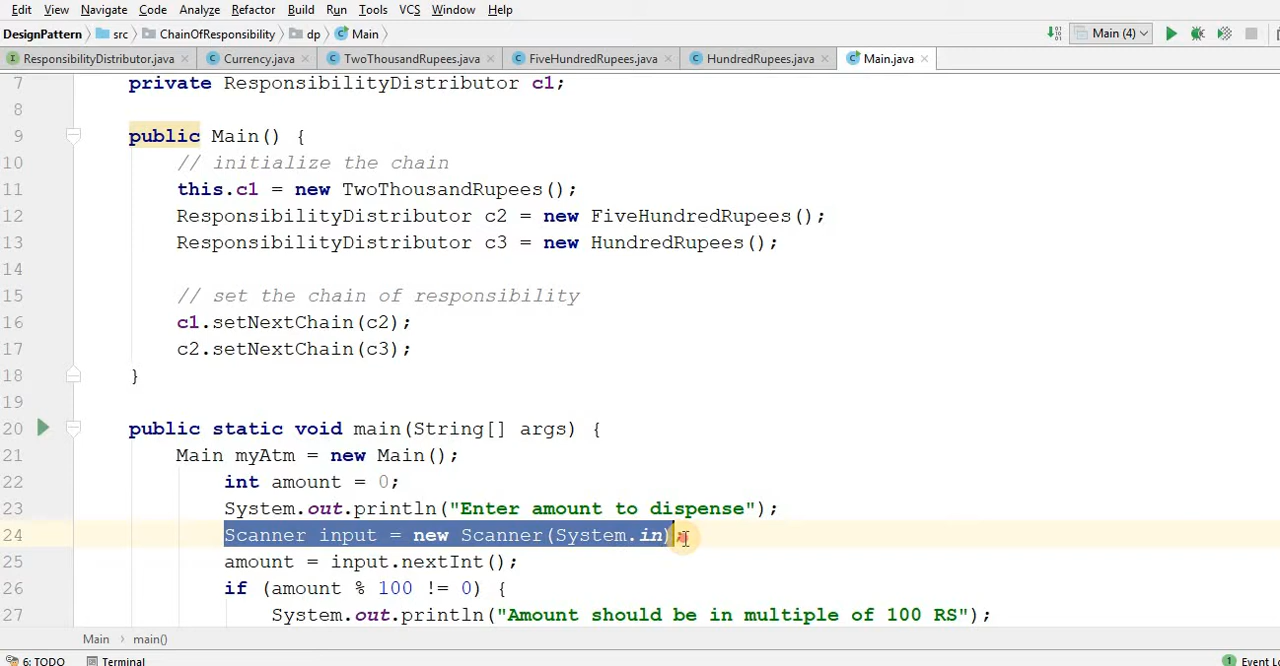 Edit View Navigate Code Analyze Refactor Build Run Tools VCS Window Help
DesignPattern src ChainOfResponsibility dp Main Main (4)
ResponsibilityDistributor.java Currency.java TwoThousandRupees.java FiveHundredRupees.java HundredRupees.java Main.java
7 private ResponsibilityDistributor c1;
8
9 public Main() {
10 // initialize the chain
11 this.c1 = new TwoThousandRupees();
12 ResponsibilityDistributor c2 = new FiveHundredRupees();
13 ResponsibilityDistributor c3 = new HundredRupees();
14
15 // set the chain of responsibility
16 c1.setNextChain(c2);
17 c2.setNextChain(c3);
18 }
19
20 public static void main(String[] args) {
21 Main myAtm = new Main();
22 int amount = 0;
23 System.out.println("Enter amount to dispense");
24 Scanner input = new Scanner(System.in)
25 amount = input.nextInt();
26 if (amount % 100 != 0) {
27 System.out.println("Amount should be in multiple of 100 RS");
Main main()
6: TODO Terminal 1 Event